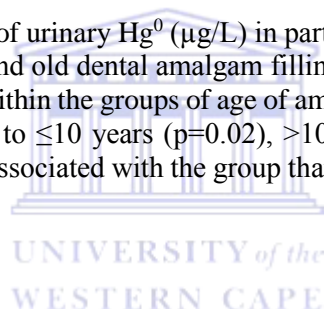 of urinary Hg⁰ (µg/L) in part
nd old dental amalgam fillin
ithin the groups of age of am
to ≤10 years (p=0.02), >10
ssociated with the group tha
UNIVERSITY of the
WESTERN CAPE